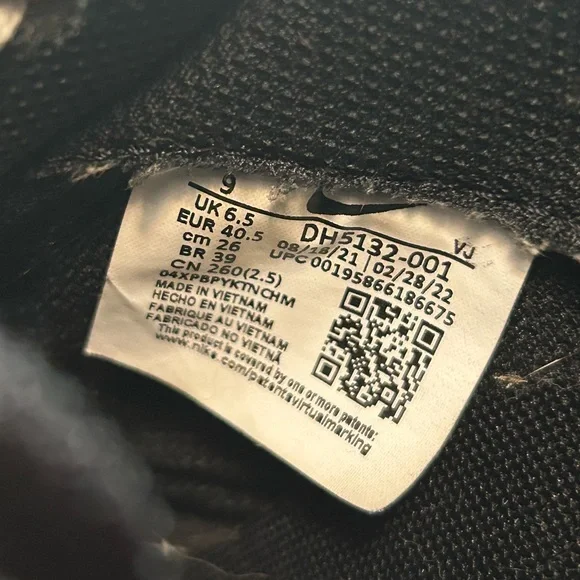 9
UK 6.5
EUR 40.5
cm 26
BR 39
CN 260(2.5)
04XPBPYKTNCHM
MADE IN VIETNAM
HECHO EN VIETNAM
FABRIQUE AU VIETNAM
FABRICADO NO VIETNÃ
DH5132-001 VJ
08/18/21 02/28/22
UPC 00195866186675
This product is covered by one or more patents:
www.nike.com/patentsvirtualmarking